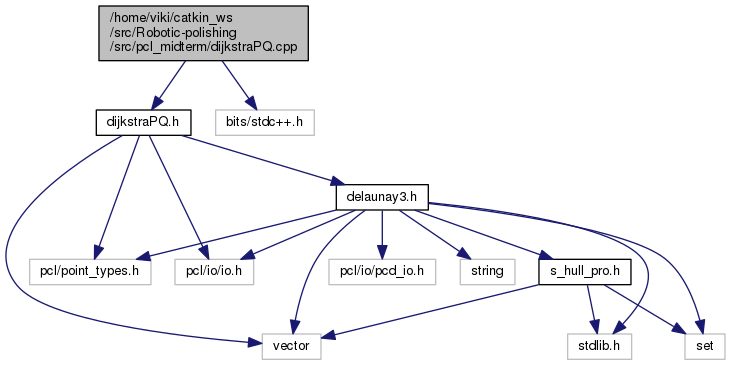 /home/viki/catkin_ws
/src/Robotic-polishing
/src/pcl_midterm/dijkstraPQ.cpp
dijkstraPQ.h
bits/stdc++.h
delaunay3.h
pcl/point_types.h
pcl/io/io.h
pcl/io/pcd_io.h
string
s_hull_pro.h
vector
stdlib.h
set